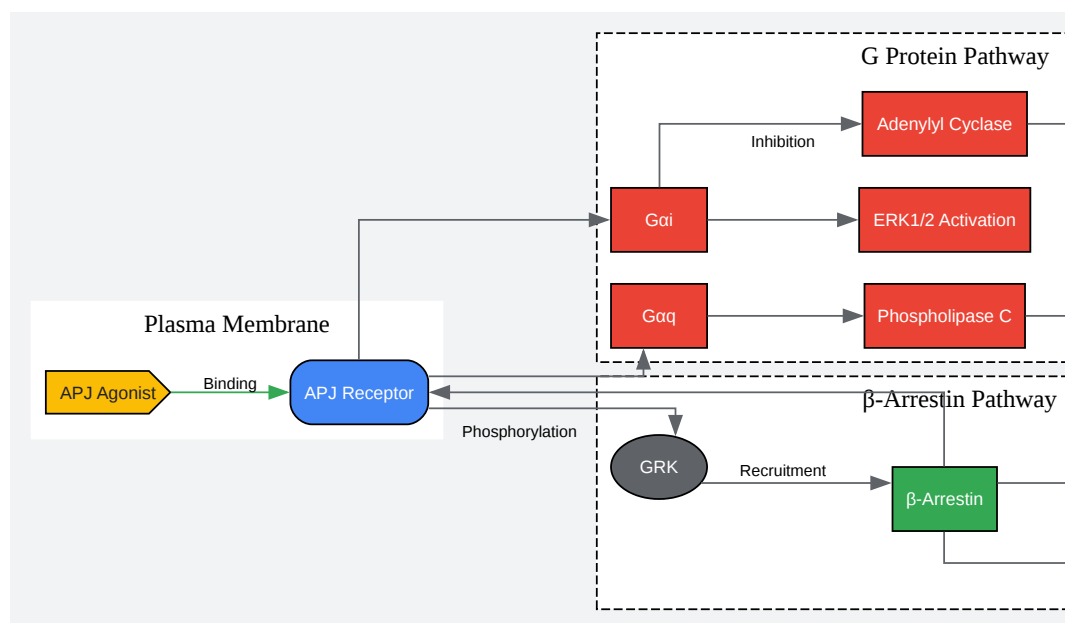 G Protein Pathway
Adenylyl Cyclase
Inhibition
Gαi
ERK1/2 Activation
Gαq
Phospholipase C
Plasma Membrane
APJ Agonist
Binding
APJ Receptor
Phosphorylation
β-Arrestin Pathway
GRK
Recruitment
β-Arrestin